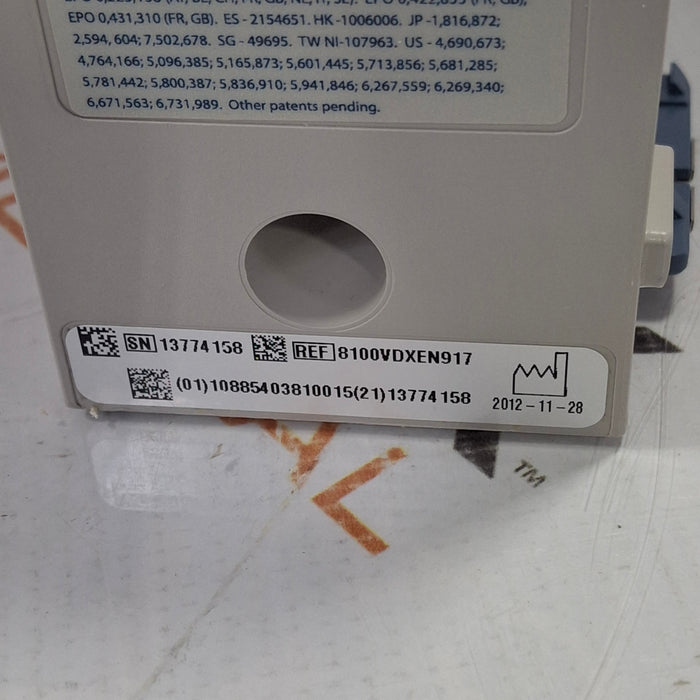 EPO 0,431,310 (FR, GB). ES - 2154651. HK -1006006. JP -1,816,872;
2,594, 604; 7,502,678. SG - 49695. TW NI-107963. US - 4,690,673;
4,764,166; 5,096,385; 5,165,873; 5,601,445; 5,713,856; 5,681,285;
5,781,442; 5,800,387; 5,836,910; 5,941,846; 6,267,559; 6,269,340;
6,671,563; 6,731,989. Other patents pending.
SN 13774158 REF 8100VDXEN917
(01)10885403810015(21)13774158
2012-11-28
TM